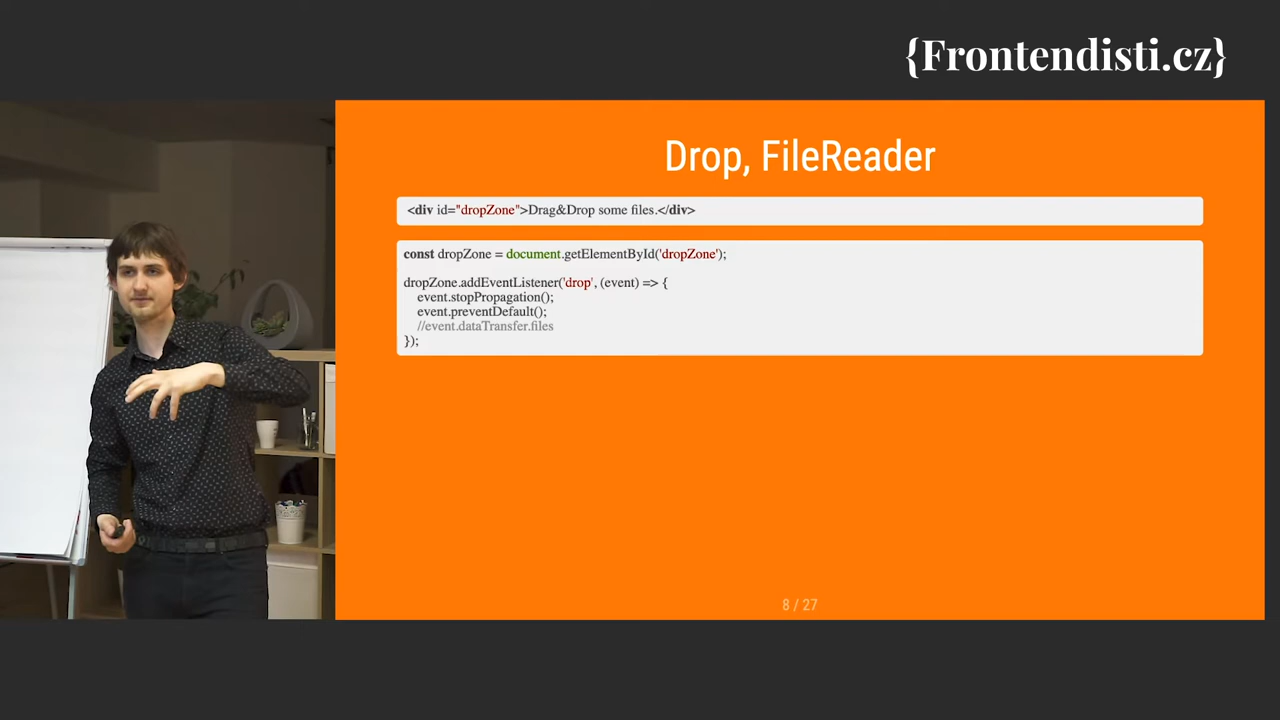 {Frontendisti.cz}
Drop, FileReader
<div id="dropZone">Drag&Drop some files.</div>
const dropZone = document.getElementById('dropZone');
dropZone.addEventListener('drop', (event) => {
event.stopPropagation();
event.preventDefault();
//event.dataTransfer.files
});
8 / 27